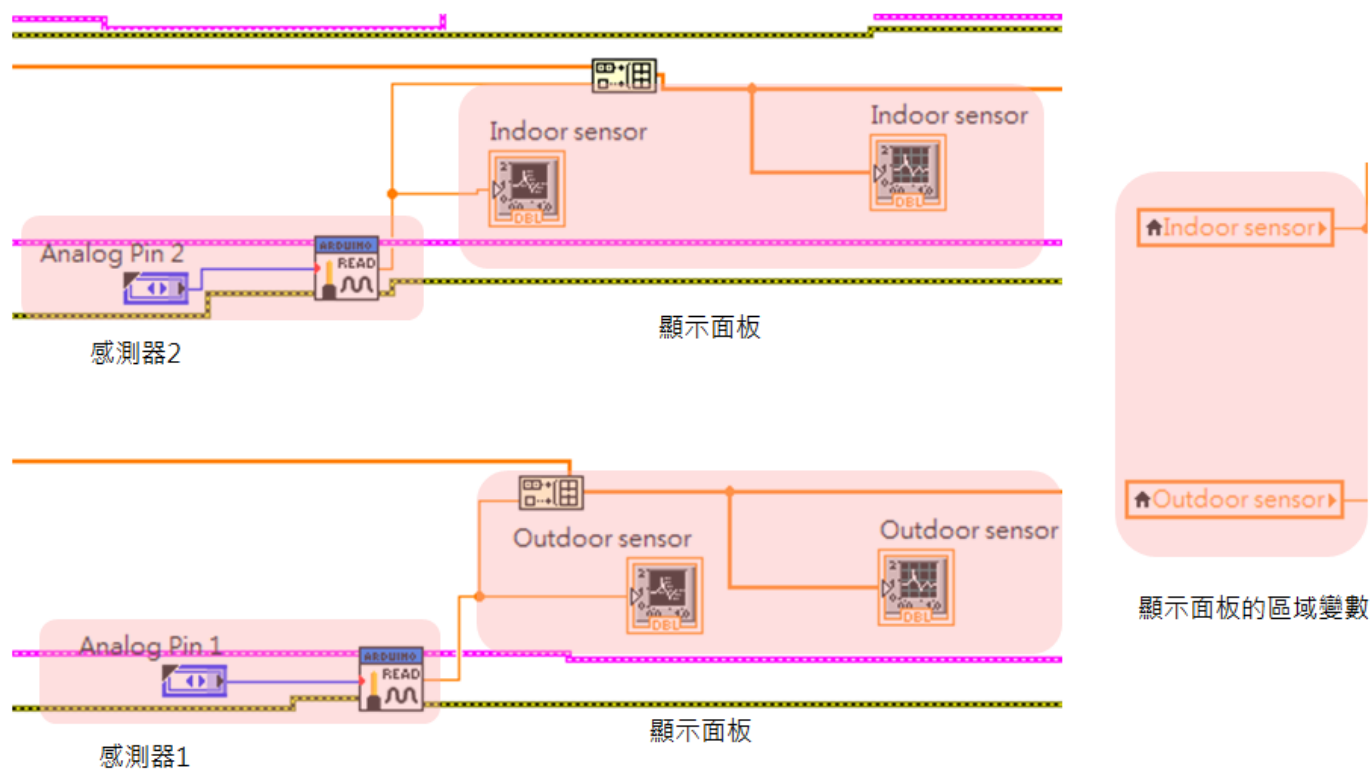 Indoor sensor
Indoor sensor
DBL
DBL
Analog Pin 2
ARDUINO
READ
感測器2
顯示面板
Indoor sensor
Outdoor sensor
顯示面板的區域變數
Outdoor sensor
Outdoor sensor
DBL
DBL
Analog Pin 1
ARDUINO
READ
感測器1
顯示面板